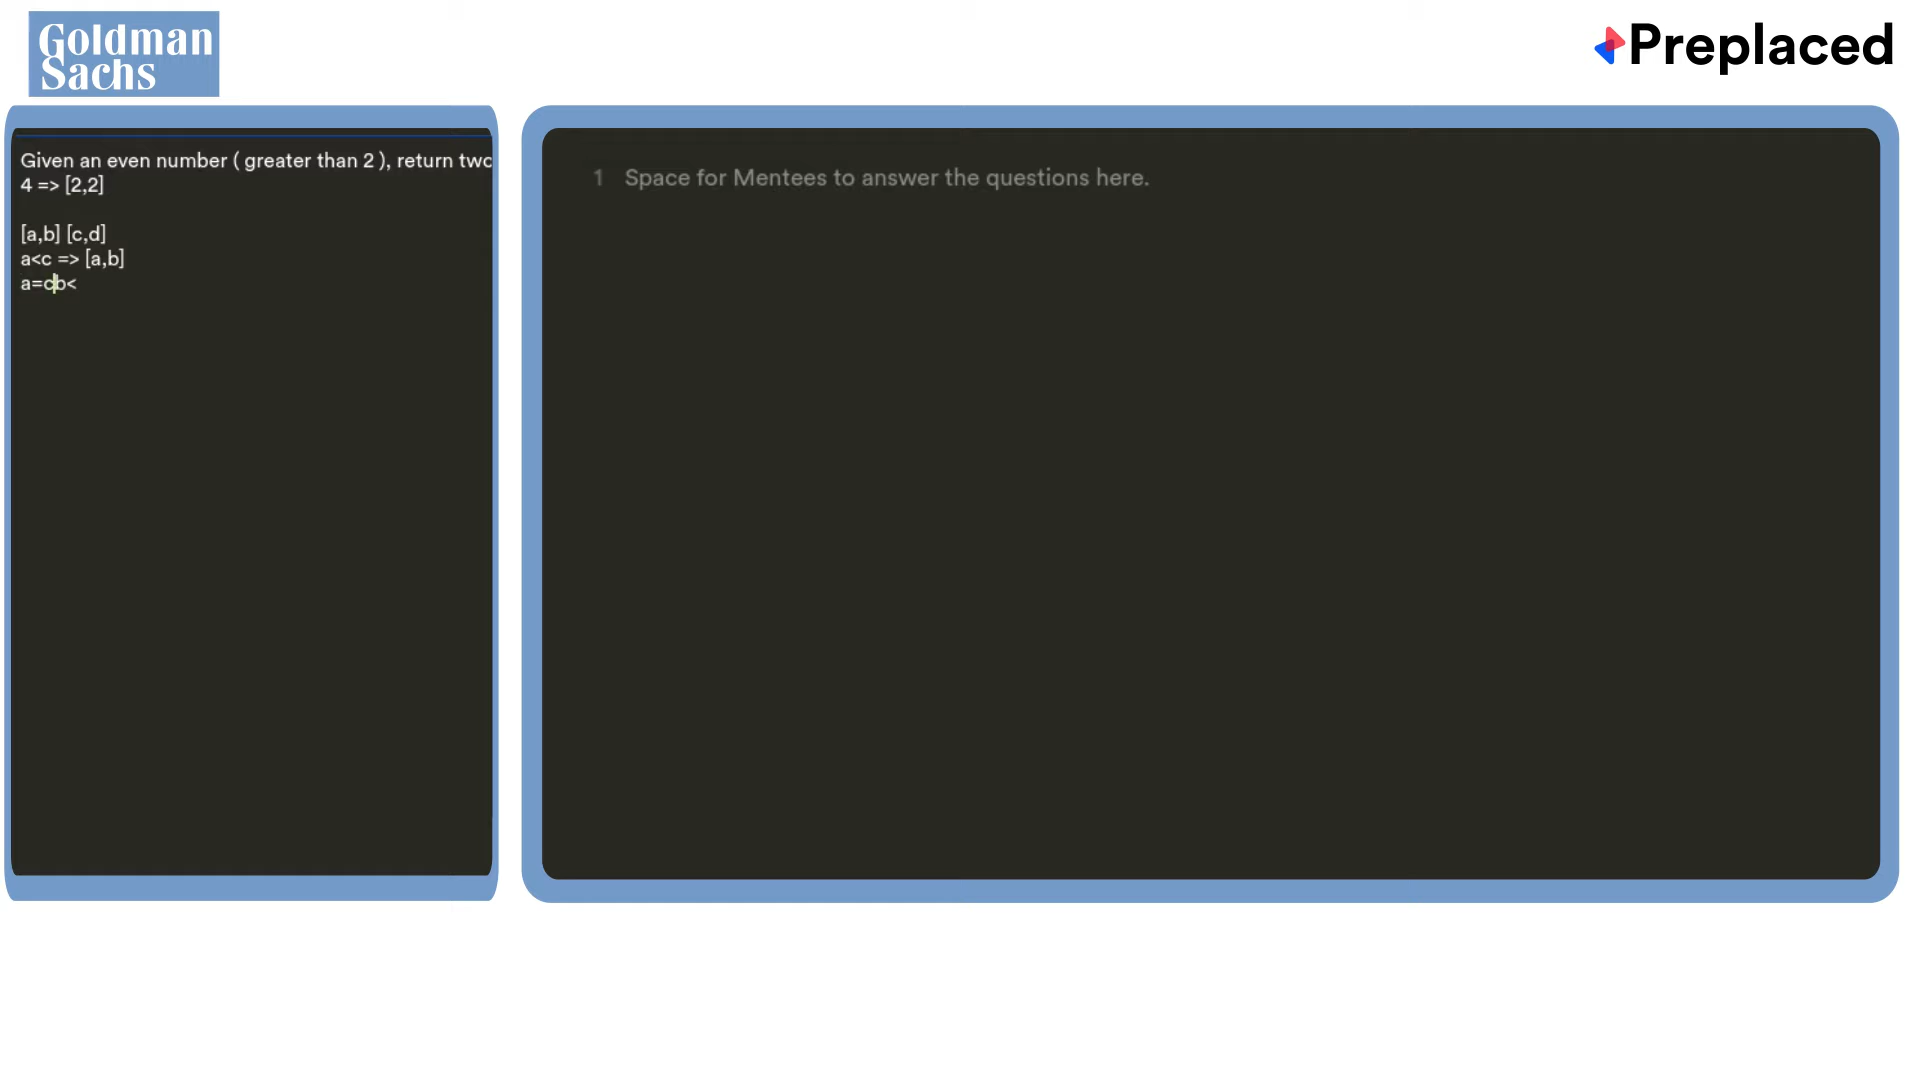 Goldman
Sachs
Preplaced
Given an even number ( greater than 2 ), return two
4 => [2,2]
[a,b] [c,d]
a<c => [a,b]
a=cb<
1 Space for Mentees to answer the questions here.